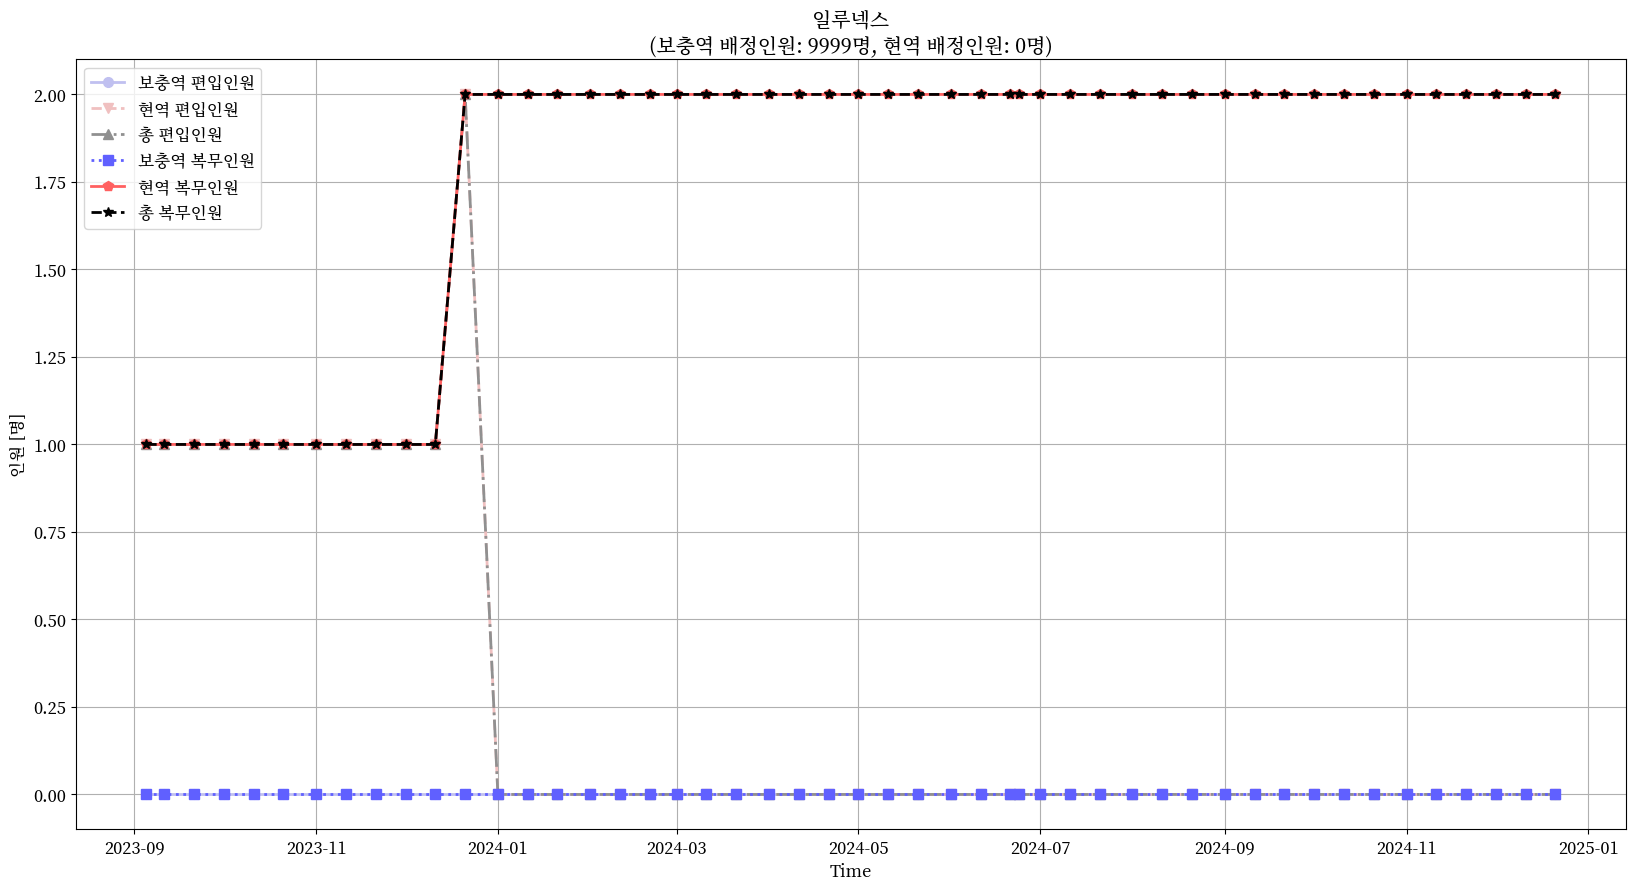 일루넥스
(보충역 배정인원: 9999명, 현역 배정인원: 0명)
보충역 편입인원
현역 편입인원
총 편입인원
보충역 복무인원
현역 복무인원
총 복무인원
2.00
1.75
1.50
1.25
1.00
0.75
0.50
0.25
0.00
인원 [명]
2023-09
2023-11
2024-01
2024-03
2024-05
2024-07
2024-09
2024-11
2025-01
Time